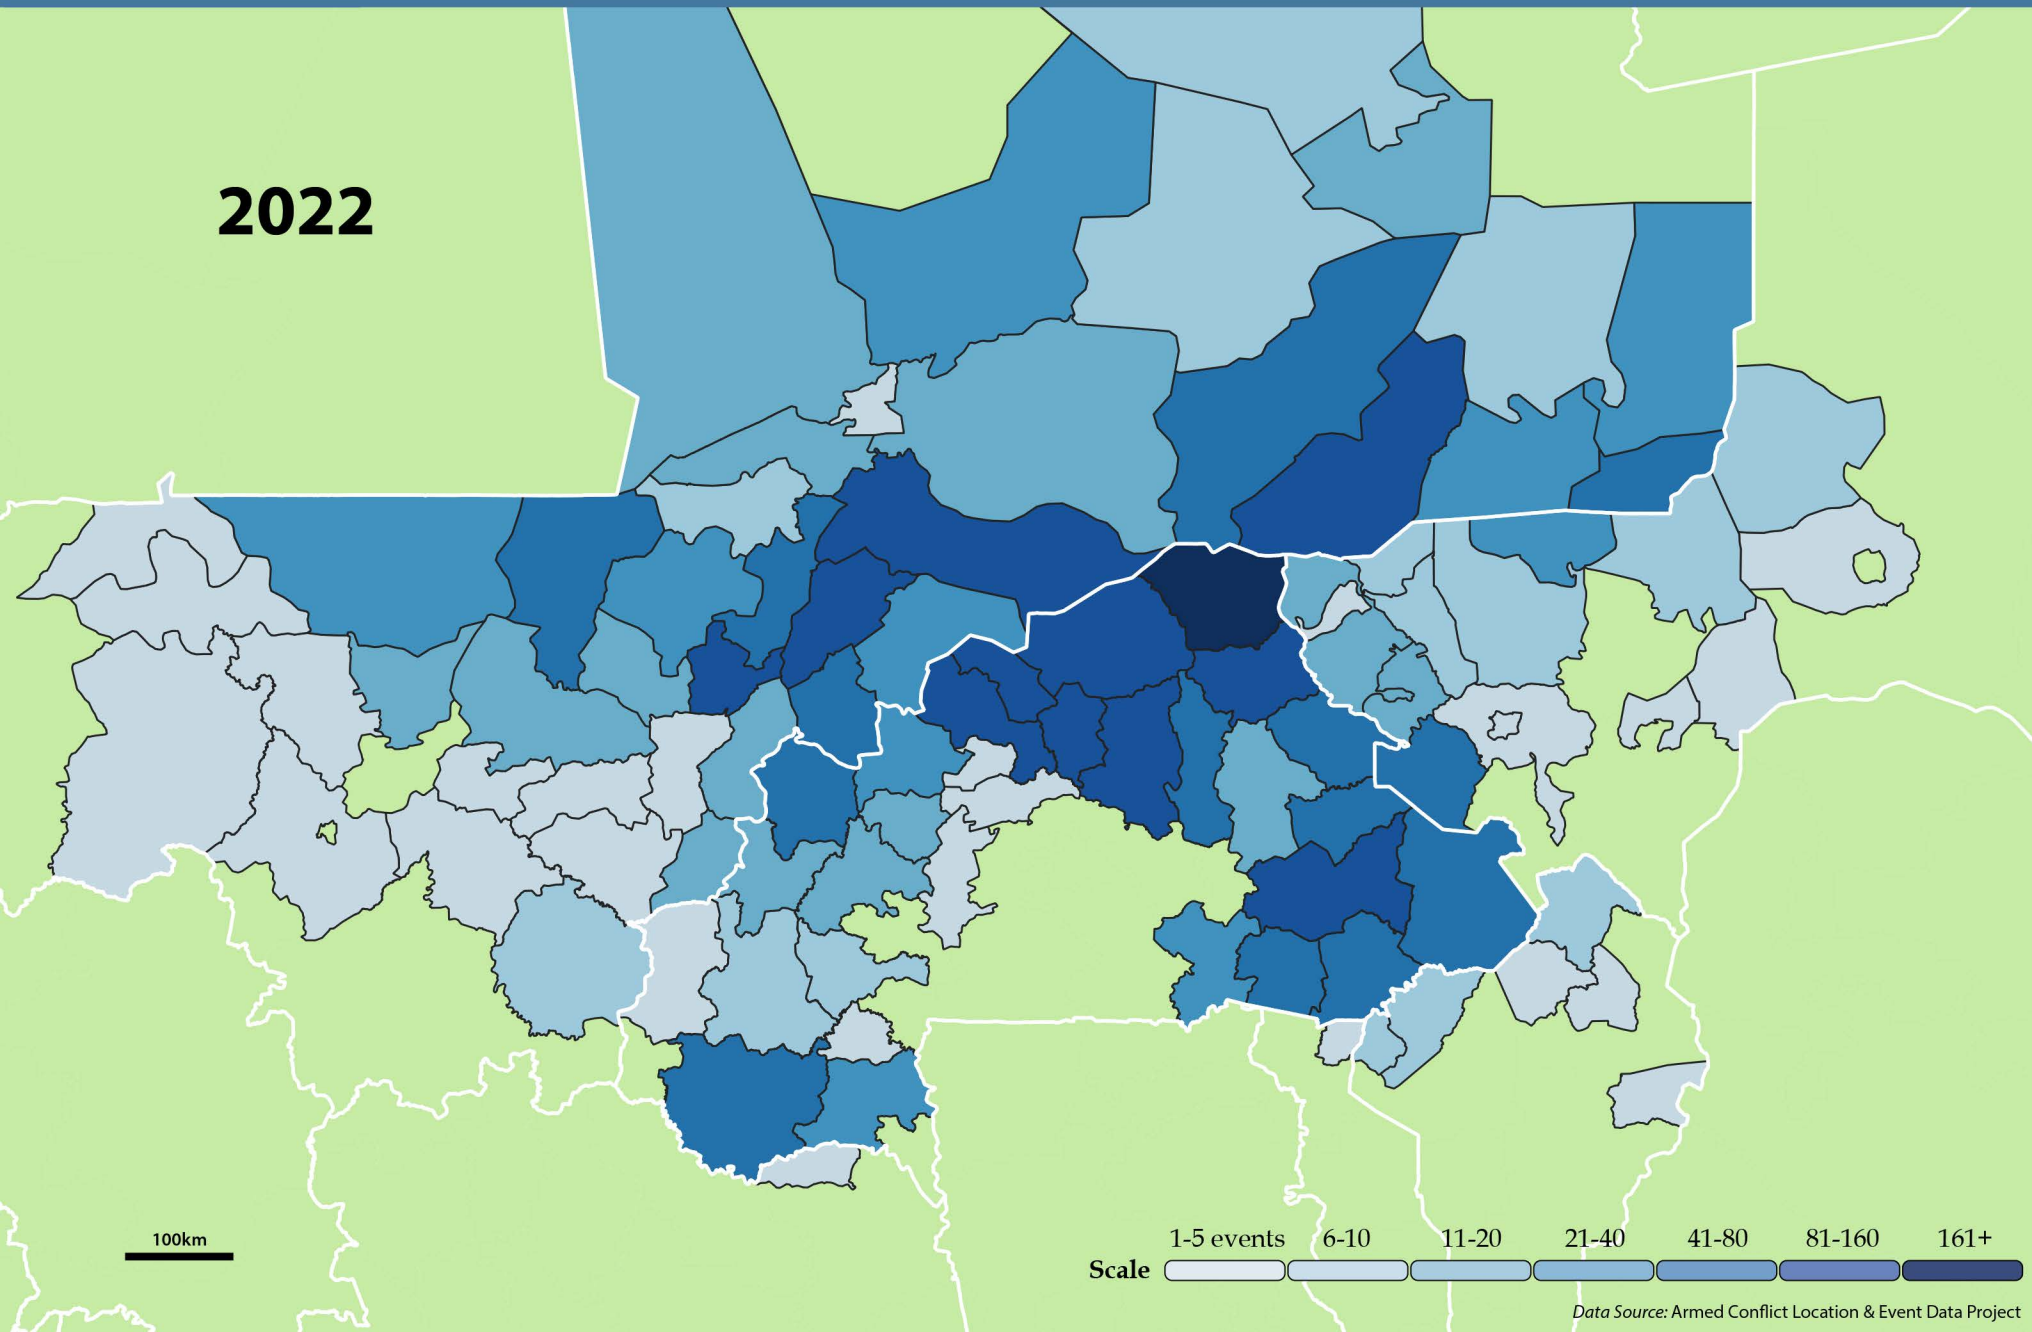 2022
100km
1-5 events 6-10 11-20 21-40 41-80 81-160 161+
Scale
Data Source: Armed Conflict Location & Event Data Project